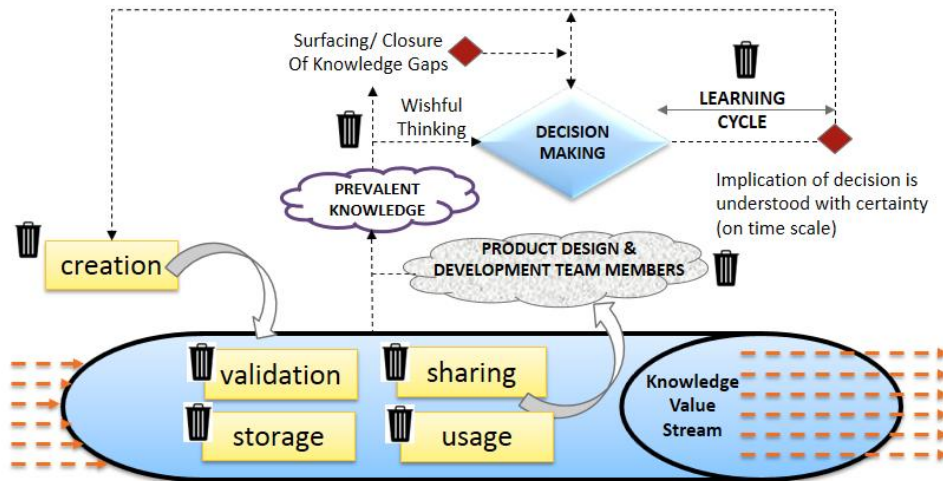 Surfacing/ Closure
Of Knowledge Gaps
Wishful
Thinking
DECISION
MAKING
LEARNING
CYCLE
PREVALENT
KNOWLEDGE
Implication of decision is
understood with certainty
(on time scale)
PRODUCT DESIGN &
DEVELOPMENT TEAM MEMBERS
creation
validation
sharing
storage
usage
Knowledge
Value
Stream